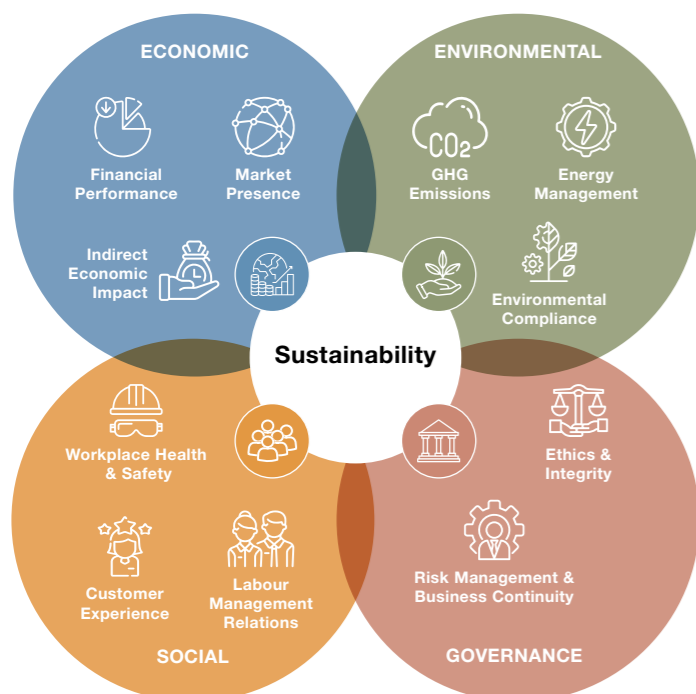 ECONOMIC
Financial
Performance
Market
Presence
Indirect
Economic
Impact
ENVIRONMENTAL
CO2
GHG
Emissions
Energy
Management
Environmental
Compliance
Sustainability
Workplace Health
& Safety
Customer
Experience
Labour
Management
Relations
SOCIAL
Ethics &
Integrity
Risk Management &
Business Continuity
GOVERNANCE